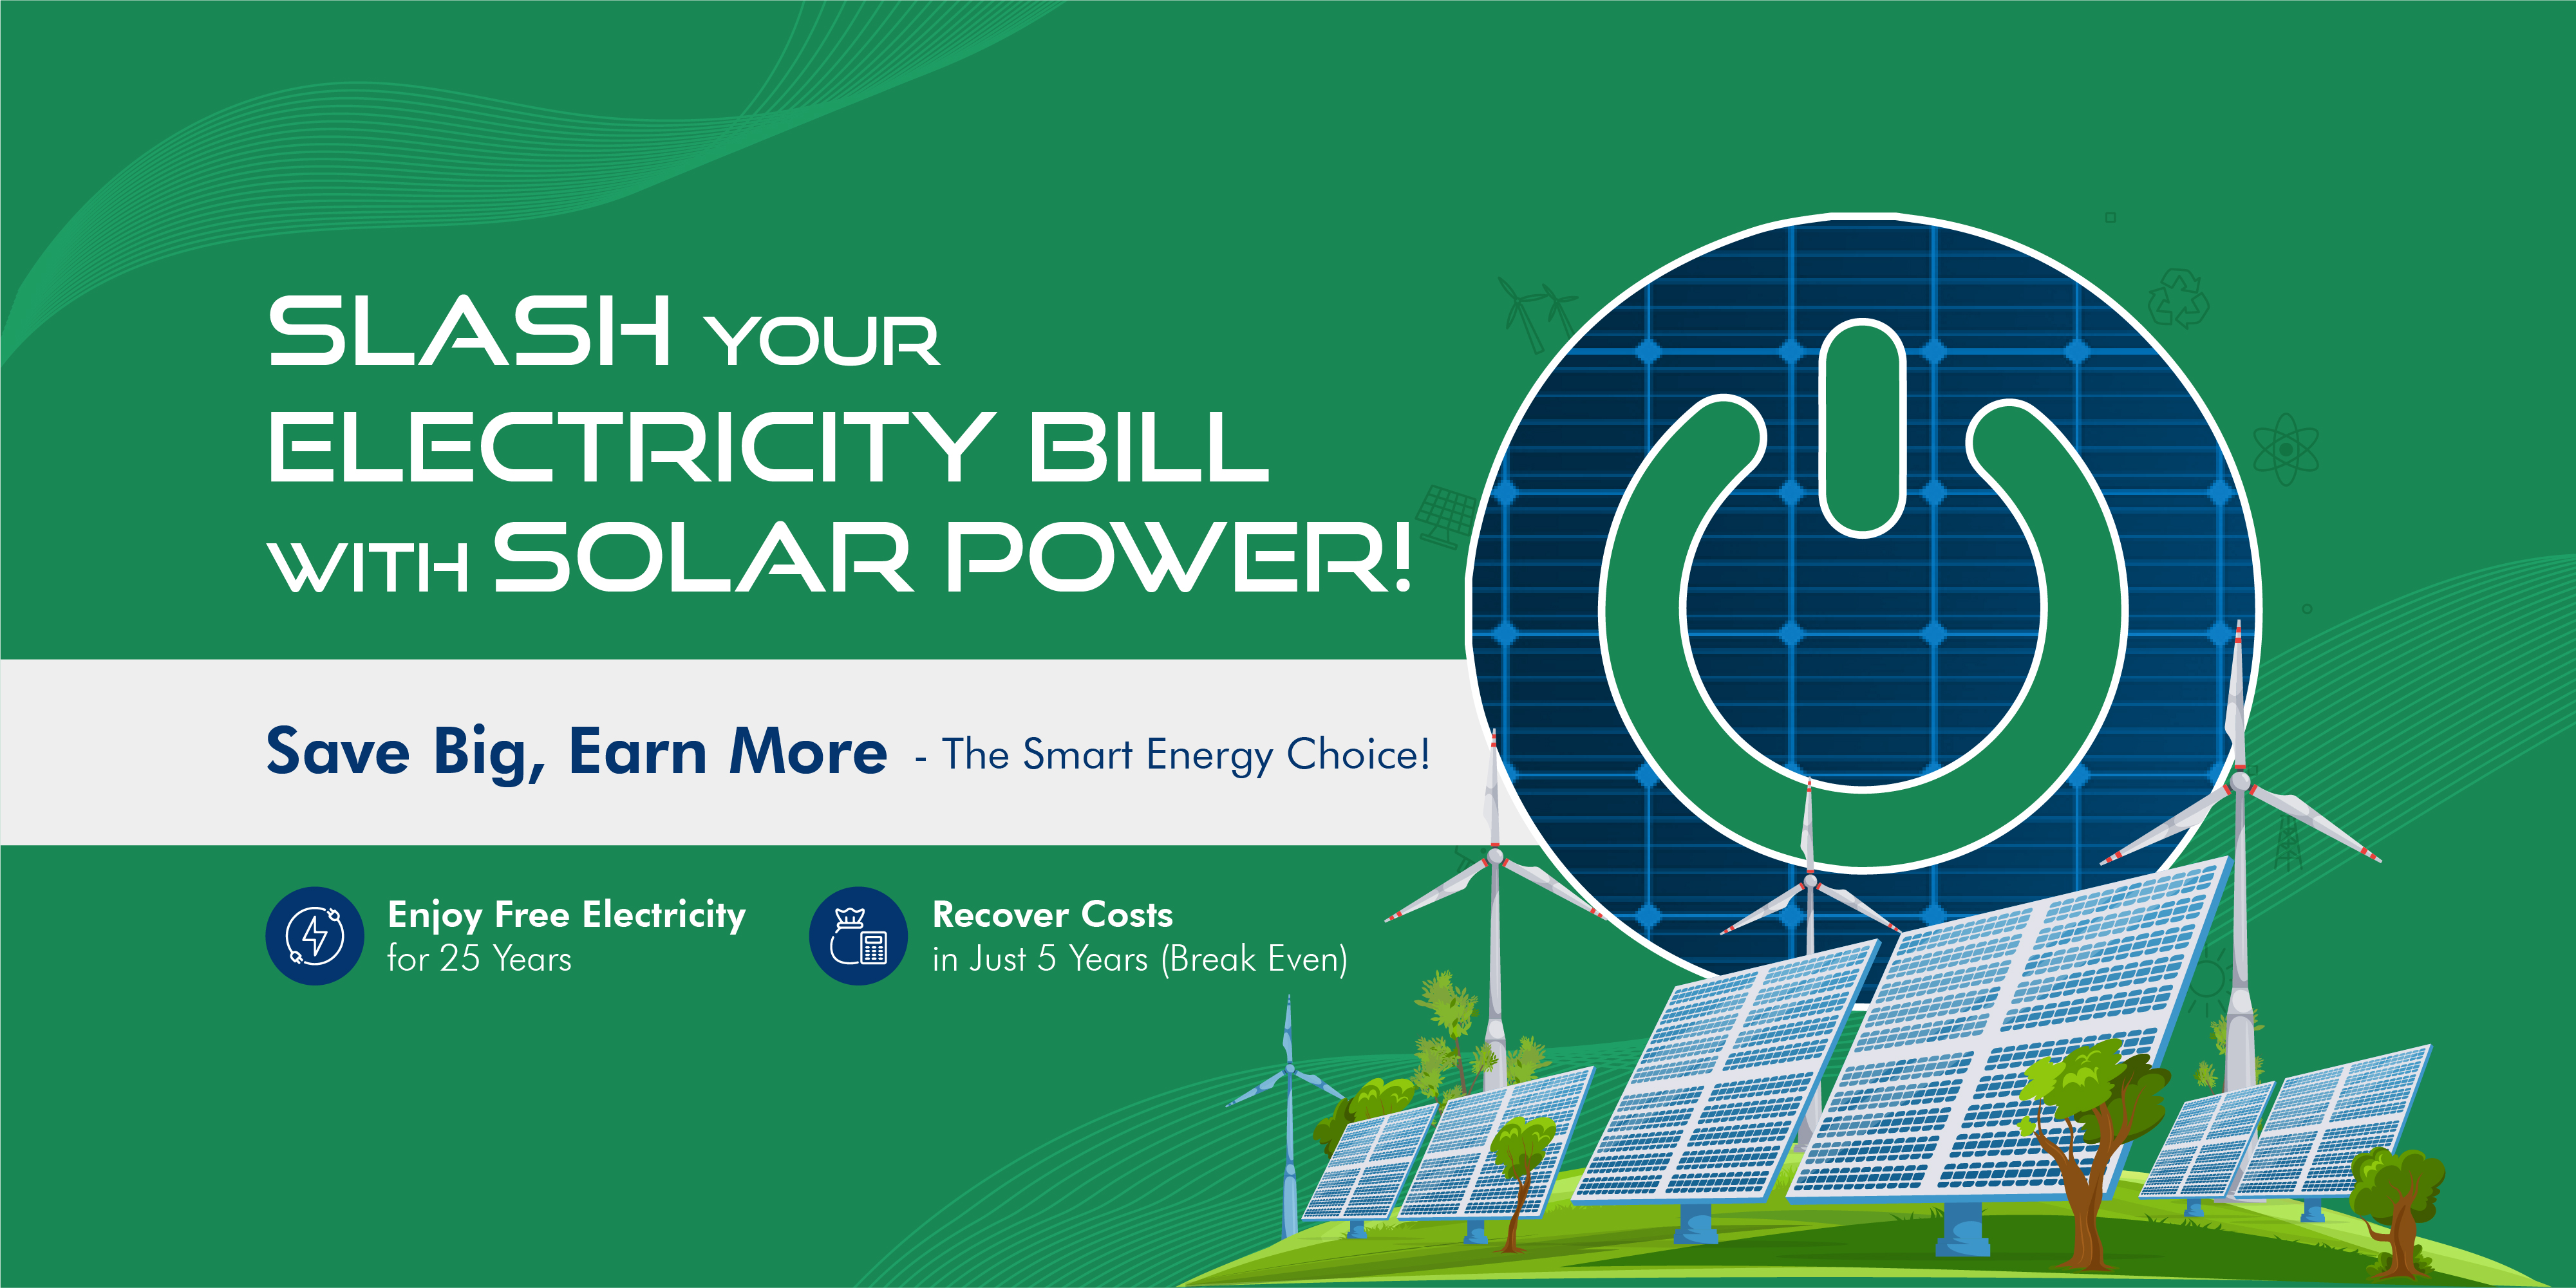 SLASH YOUR
ELECTRICITY BILL
WITH SOLAR POWER!
Save Big, Earn More - The Smart Energy Choice!
Enjoy Free Electricity
for 25 Years
Recover Costs
in Just 5 Years (Break Even)